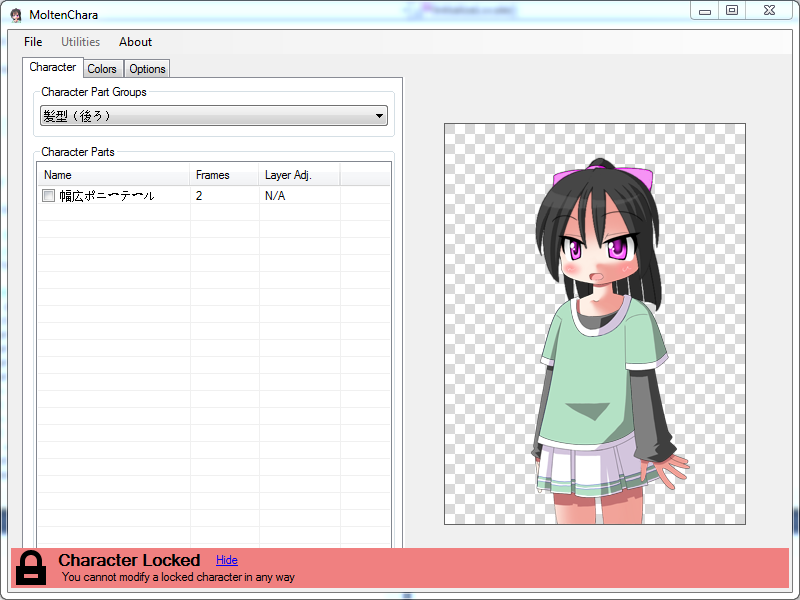 MoltenChara
File Utilities About
Character Colors Options
Character Part Groups
髪型（後ろ）
Character Parts
Name Frames Layer Adj.
幅広ポニーテール 2 N/A
Character Locked Hide
You cannot modify a locked character in any way